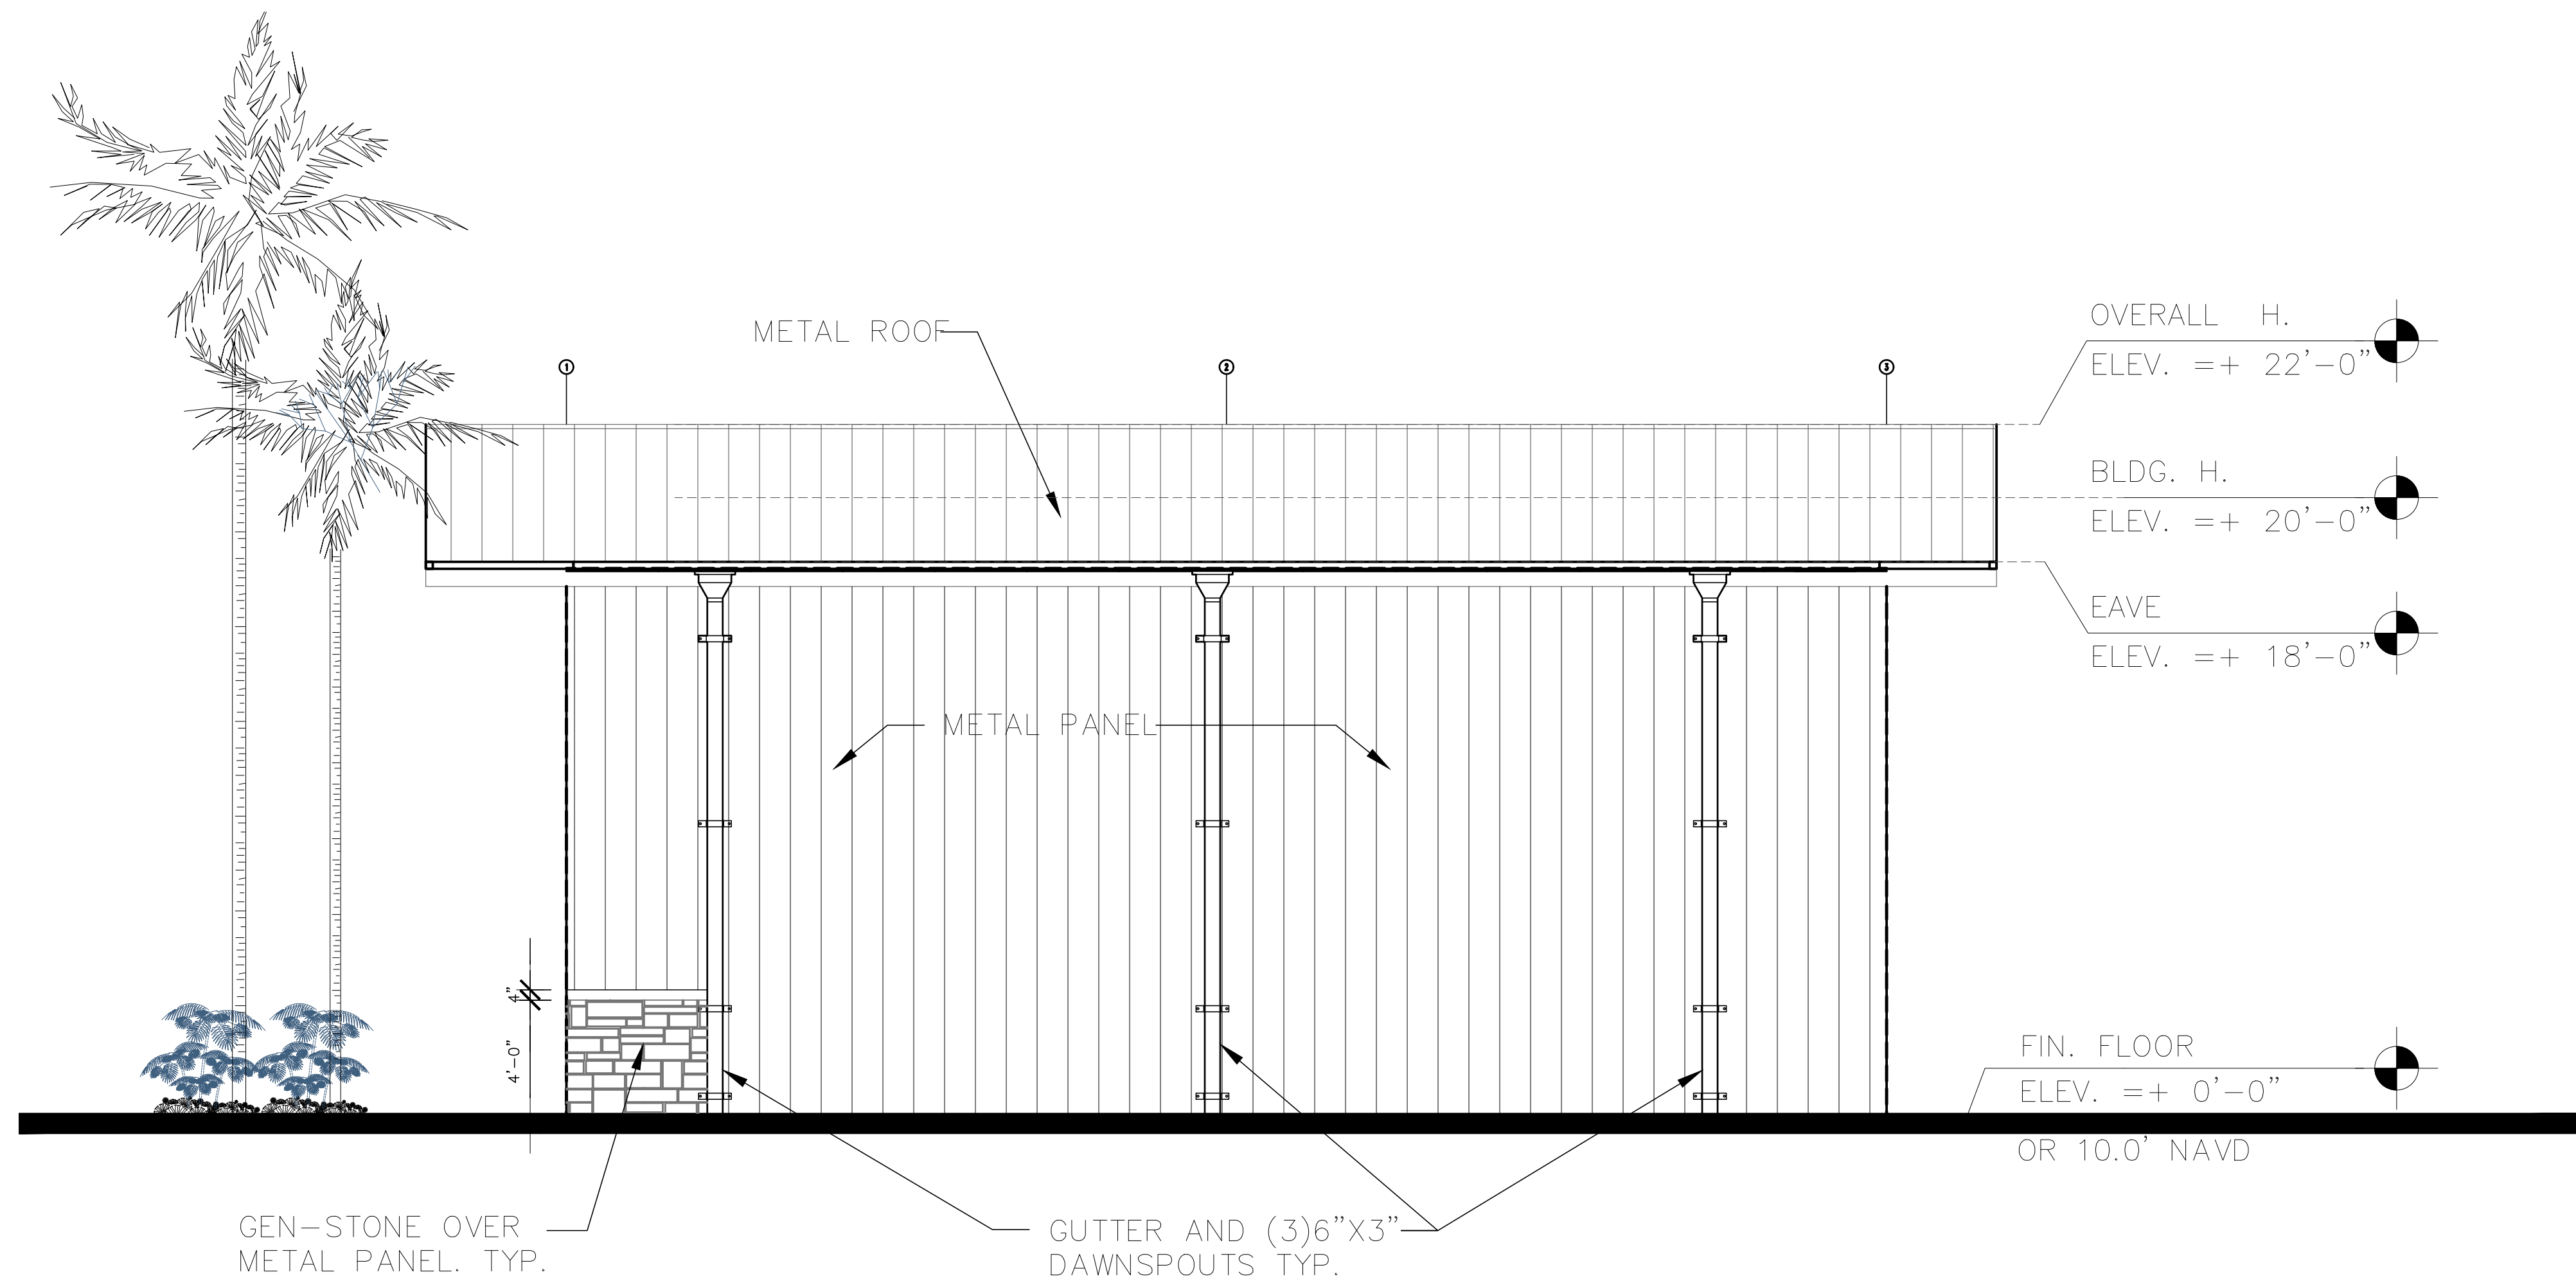 OVERALL H.
ELEV. =+ 22'-0"
METAL ROOF
1
2
3
BLDG. H.
ELEV. =+ 20'-0"
EAVE
ELEV. =+ 18'-0"
METAL PANEL
4"
4'-0"
FIN. FLOOR
ELEV. =+ 0'-0"
OR 10.0' NAVD
GEN-STONE OVER
METAL PANEL. TYP.
GUTTER AND (3)6"X3"
DAWNSPOUTS TYP.